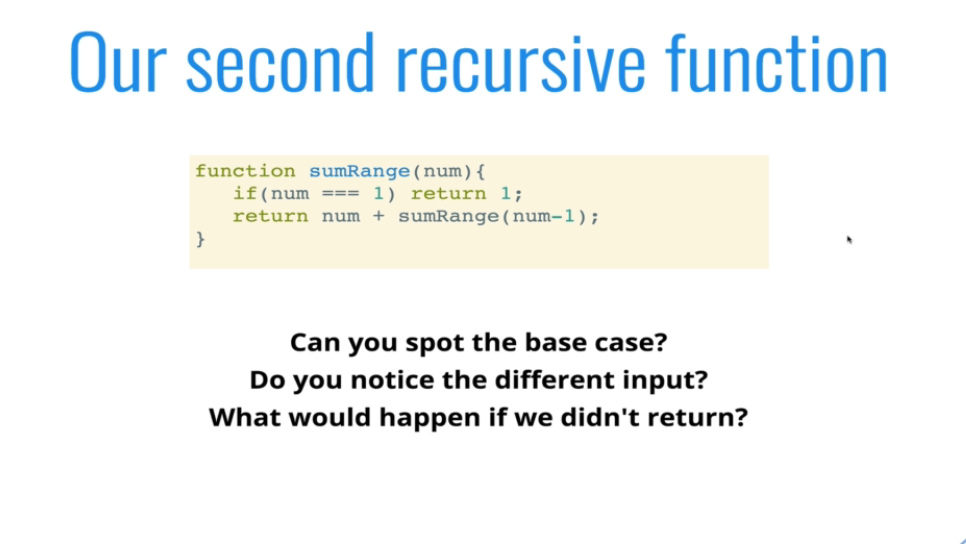 Our second recursive function
function sumRange(num){
   if(num === 1) return 1;
   return num + sumRange(num-1);
}
Can you spot the base case?
Do you notice the different input?
What would happen if we didn't return?